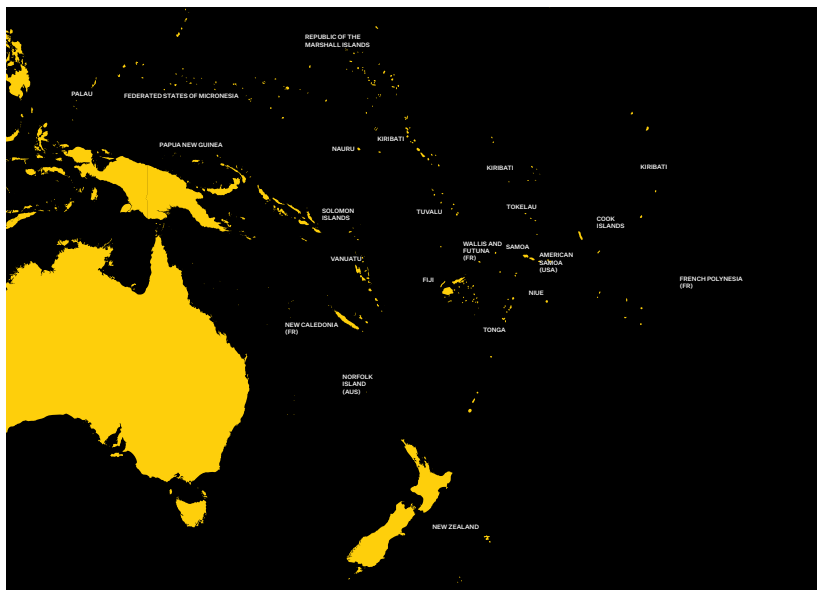 REPUBLIC OF THE
MARSHALL ISLANDS
PALAU
FEDERATED STATES OF MICRONESIA
KIRIBATI
PAPUA NEW GUINEA
NAURU
KIRIBATI
KIRIBATI
TOKELAU
SOLOMON
ISLANDS
TUVALU
COOK
ISLANDS
WALLIS AND
FUTUNA
(FR)
SAMOA
AMERICAN
SAMOA
(USA)
VANUATU
FIJI
FRENCH POLYNESIA
(FR)
NIUE
NEW CALEDONIA
(FR)
TONGA
NORFOLK
ISLAND
(AUS)
NEW ZEALAND